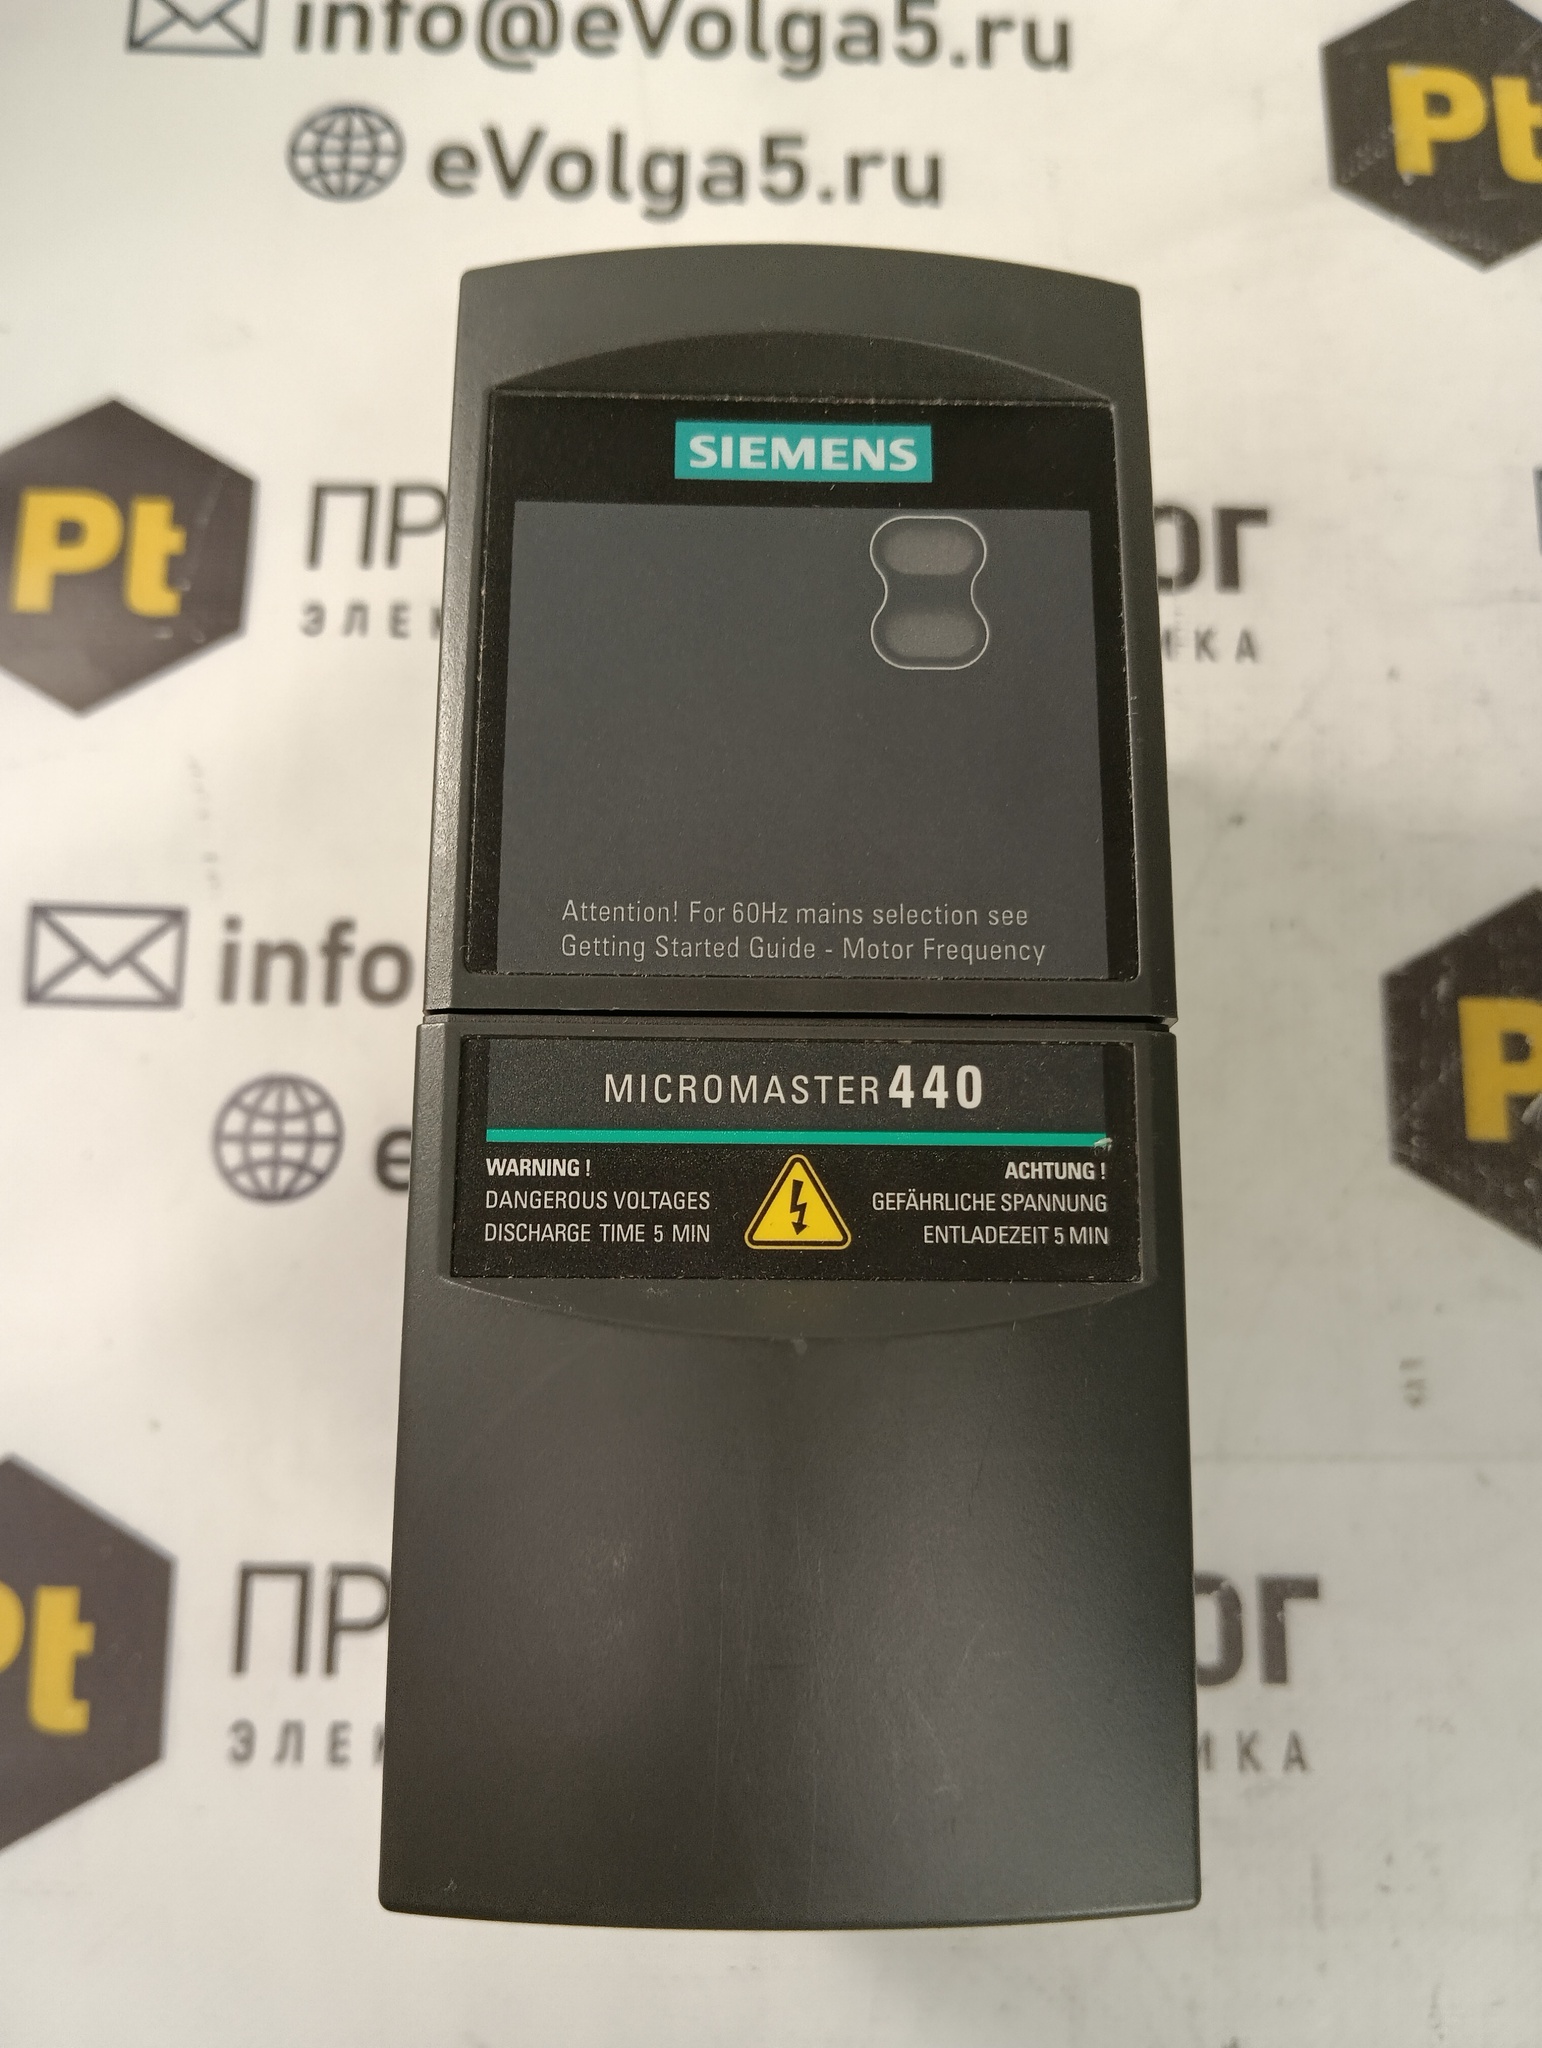 info@eVolga5.ru
eVolga5.ru
Pt
Pt
SIEMENS
Attention! For 60Hz mains selection see
Getting Started Guide - Motor Frequency
info
MICROMASTER 440
WARNING !
DANGEROUS VOLTAGES
DISCHARGE TIME 5 MIN
ACHTUNG !
GEFÄHRLICHE SPANNUNG
ENTLADEZEIT 5 MIN
Pt